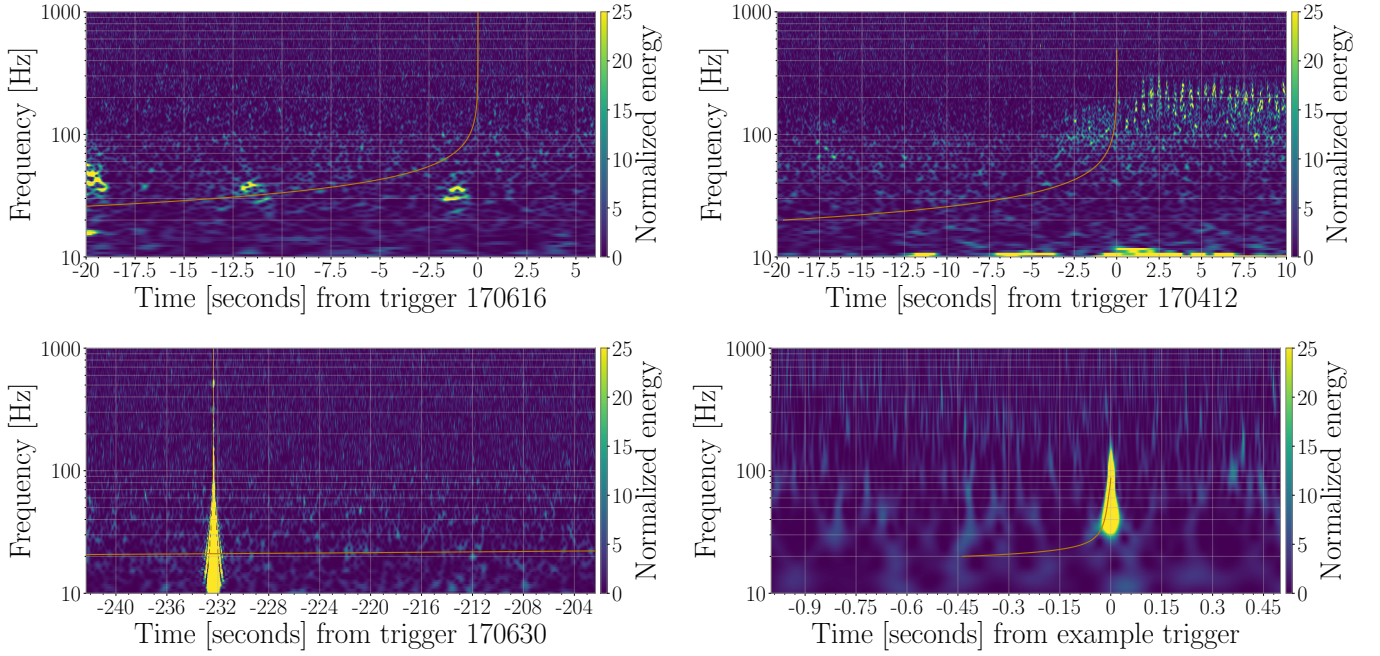 1000
100
10
Frequency [Hz]
-20 -17.5 -15 -12.5 -10 -7.5 -5 -2.5 0 2.5 5
Time [seconds] from trigger 170616
25
20
15
10
5
0
Normalized energy
1000
100
10
Frequency [Hz]
-20 -17.5 -15 -12.5 -10 -7.5 -5 -2.5 0 2.5 5 7.5 10
Time [seconds] from trigger 170412
25
20
15
10
5
0
Normalized energy
1000
100
10
Frequency [Hz]
-240 -236 -232 -228 -224 -220 -216 -212 -208 -204
Time [seconds] from trigger 170630
25
20
15
10
5
0
Normalized energy
1000
100
10
Frequency [Hz]
-0.9 -0.75 -0.6 -0.45 -0.3 -0.15 0 0.15 0.3 0.45
Time [seconds] from example trigger
25
20
15
10
5
0
Normalized energy